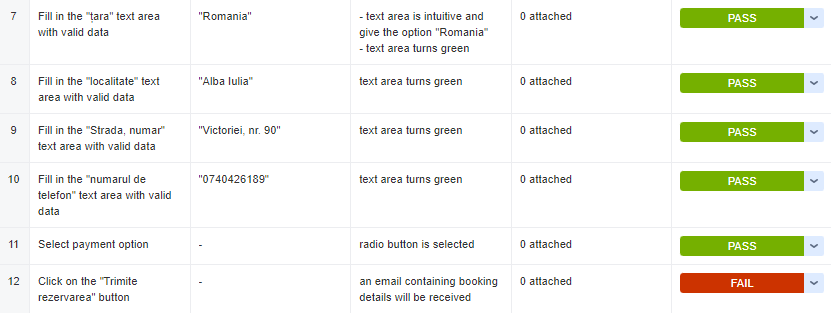 7
Fill in the "țara" text area
with valid data
"Romania"
- text area is intuitive and
give the option "Romania"
- text area turns green
0 attached
PASS
8
Fill in the "localitate" text
area with valid data
"Alba Iulia"
text area turns green
0 attached
PASS
9
Fill in the "Strada, numar"
text area with valid data
"Victoriei, nr. 90"
text area turns green
0 attached
PASS
10
Fill in the "numarul de
telefon" text area with valid
data
"0740426189"
text area turns green
0 attached
PASS
11
Select payment option
-
radio button is selected
0 attached
PASS
12
Click on the "Trimite
rezervarea" button
-
an email containing booking
details will be received
0 attached
FAIL